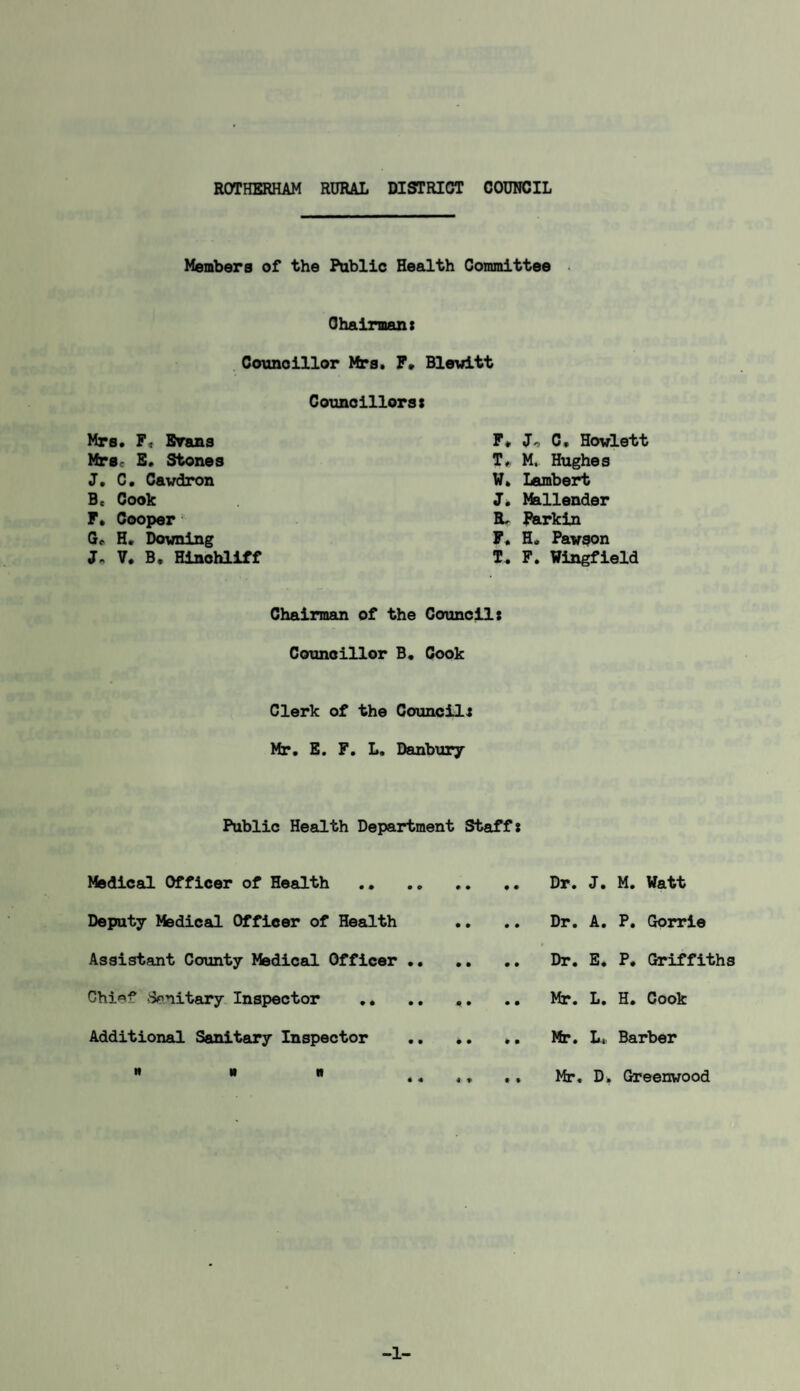 ROTHERHAM RURAL DISTRICT COUNCIL
Members of the Public Health Committee
Chairman:
Councillor Mrs. F. Blewitt
Councillors:
Mrs. F. Evans F. J. C. Howlett
Mrs. E. Stones T. M. Hughes
J. C. Cawdron W. Lambert
B. Cook J. Mallender
F. Cooper R. Parkin
G. H. Downing F. H. Pawson
J. V. B. Hinchliff T. F. Wingfield
Chairman of the Council:
Councillor B. Cook
Clerk of the Council:
Mr. E. F. L. Danbury
Public Health Department Staff:
Medical Officer of Health .. .. .. .. Dr. J. M. Watt
Deputy Medical Officer of Health .. .. Dr. A. P. Gorrie
Assistant County Medical Officer .. .. .. Dr. E. P. Griffiths
Chief Sanitary Inspector .. .. .. .. Mr. L. H. Cook
Additional Sanitary Inspector .. .. .. Mr. L. Barber
" " " .. .. .. Mr. D. Greenwood
-1-